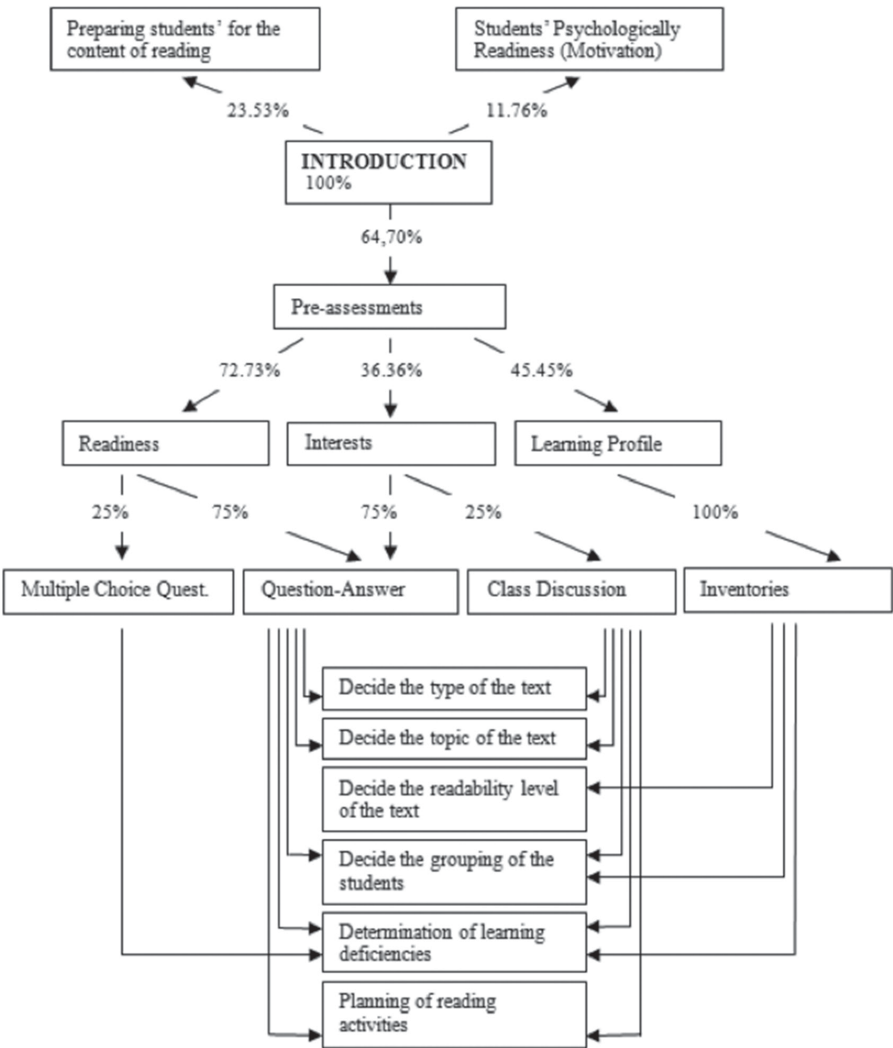 Preparing students’ for the
content of reading
Students’ Psychologically
Readiness (Motivation)
23.53%
11.76%
INTRODUCTION
100%
64,70%
Pre-assessments
72.73%
36.36%
45.45%
Readiness
Interests
Learning Profile
25%
75%
75%
25%
100%
Multiple Choice Quest.
Question-Answer
Class Discussion
Inventories
Decide the type of the text
Decide the topic of the text
Decide the readability level
of the text
Decide the grouping of the
students
Determination of learning
deficiencies
Planning of reading
activities